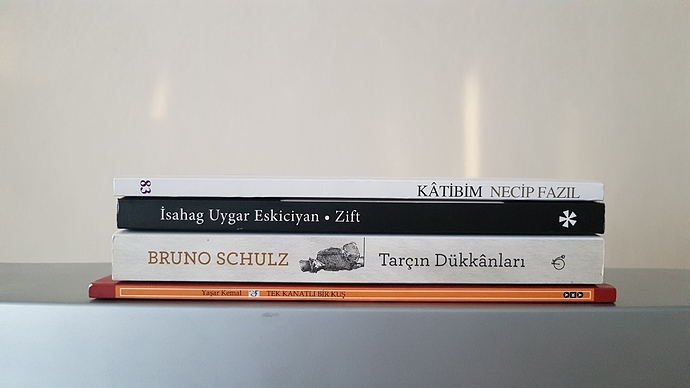 83 KÂTİBİM NECİP FAZIL
İsahag Uygar Eskiciyan • Zift
BRUNO SCHULZ Tarçın Dükkânları
Yaşar Kemal TEK KANATLI BİR KUŞ